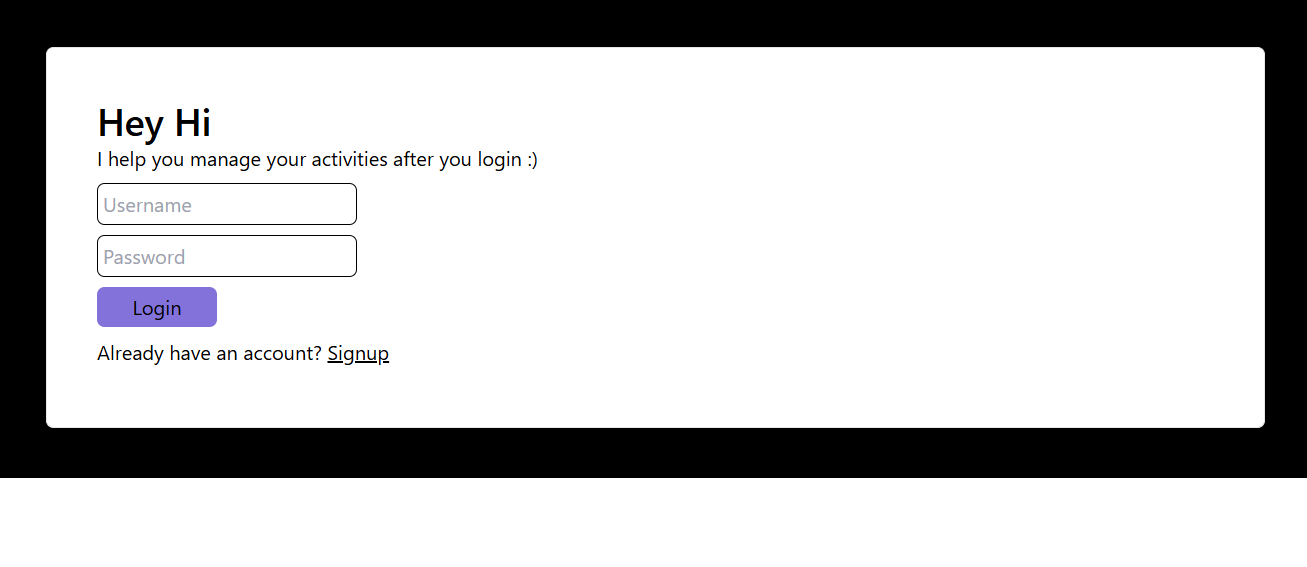 Hey Hi
I help you manage your activities after you login :)
Username
Password
Login
Already have an account? Signup